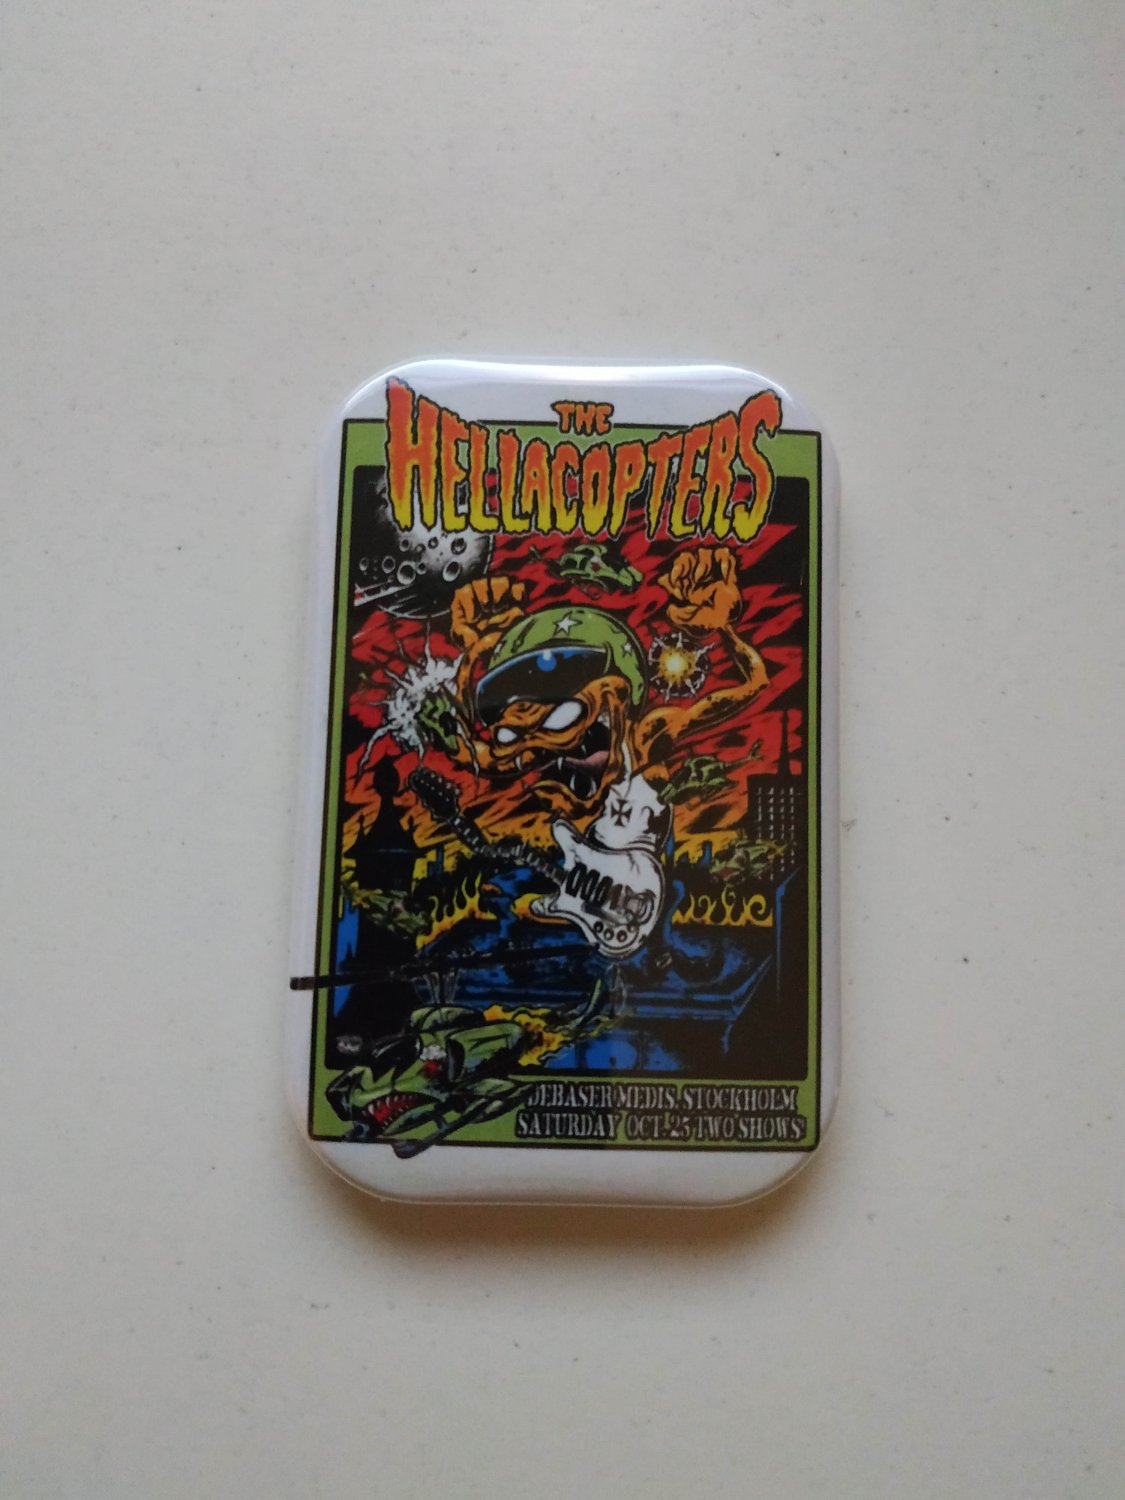 THE
HELLACOPTERS
DEBASER MEDIS, STOCKHOLM
SATURDAY OCT-25 TWO SHOWS